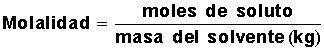 Molalidad = moles de soluto
masa del solvente (kg)